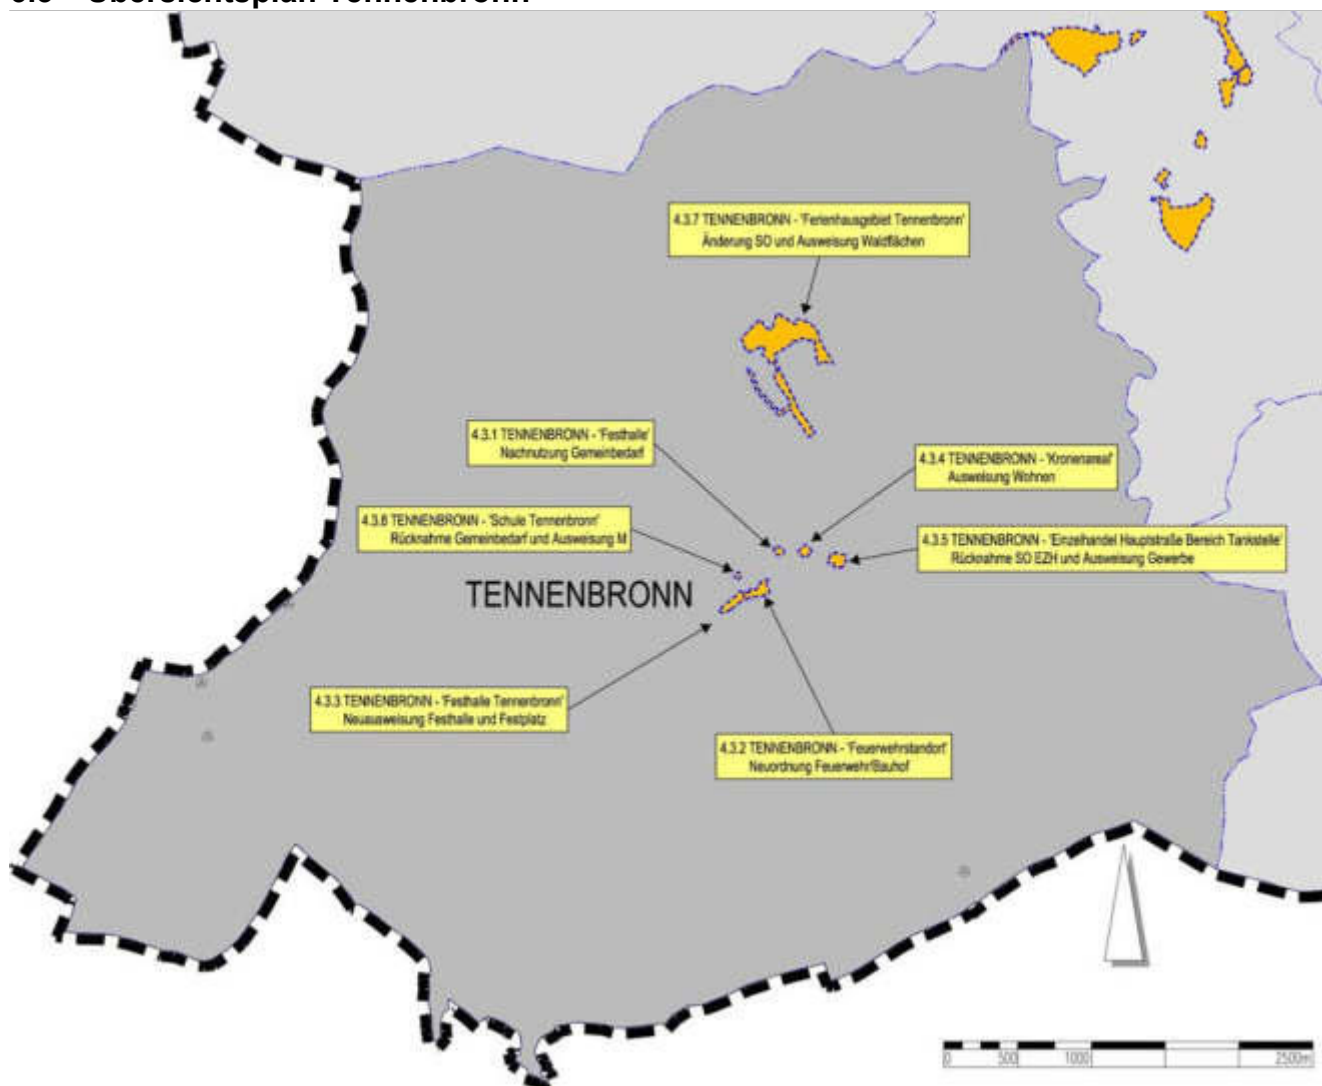 Übersichtsplan Tennenbronn
4.3.7 TENNENBRONN - 'Ferienhausgebiet Tennenbronn'
Änderung SO und Ausweisung Waldflächen
4.3.1 TENNENBRONN - 'Festhalle'
Nachnutzung Gemeinbedarf
4.3.4 TENNENBRONN - 'Kronenareal'
Ausweisung Wohnen
4.3.6 TENNENBRONN - 'Schule Tennenbronn'
Rücknahme Gemeinbedarf und Ausweisung M
4.3.5 TENNENBRONN - 'Einzelhandel Hauptstraße Bereich Tankstelle'
Rücknahme SO EZH und Ausweisung Gewerbe
TENNENBRONN
4.3.3 TENNENBRONN - 'Festhalle Tennenbronn'
Neuausweisung Festhalle und Festplatz
4.3.2 TENNENBRONN - 'Feuerwehrstandorf'
Neuordnung Feuerwehr/Bauhof
0 500 1000 2500m